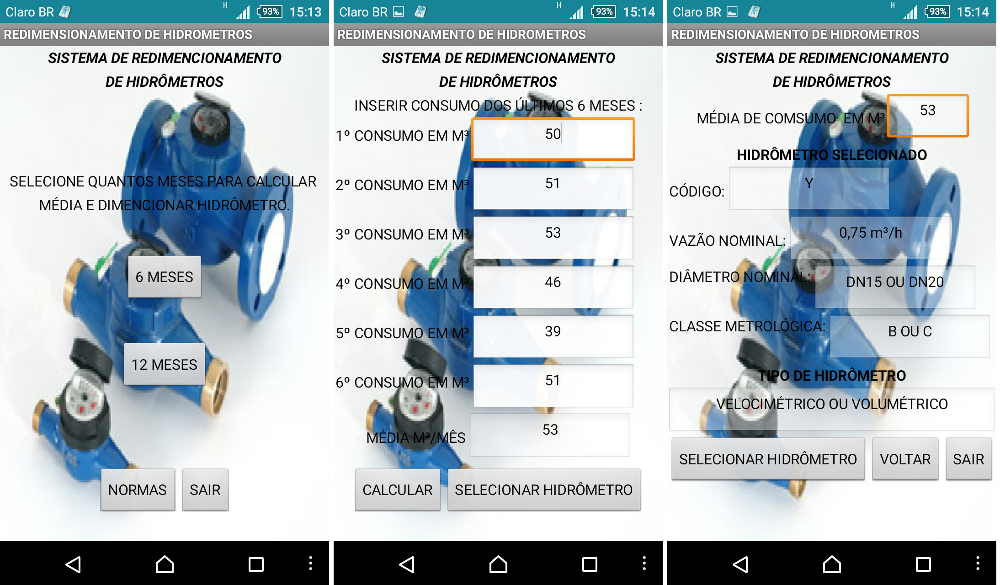 Claro BR
H
93%
15:13
REDIMENSIONAMENTO DE HIDROMETROS
SISTEMA DE REDIMENCIONAMENTO
DE HIDRÔMETROS
SELECIONE QUANTOS MESES PARA CALCULAR
MÉDIA E DIMENCIONAR HIDRÔMETRO.
6 MESES
12 MESES
NORMAS
SAIR
Claro BR
H
93%
15:14
REDIMENSIONAMENTO DE HIDROMETROS
SISTEMA DE REDIMENCIONAMENTO
DE HIDRÔMETROS
INSERIR CONSUMO DOS ÚLTIMOS 6 MESES :
1º CONSUMO EM M³ 50
2º CONSUMO EM M³ 51
3º CONSUMO EM M³ 53
4º CONSUMO EM M³ 46
5º CONSUMO EM M³ 39
6º CONSUMO EM M³ 51
MÉDIA M³/MÊS 53
CALCULAR
SELECIONAR HIDRÔMETRO
Claro BR
H
93%
15:14
REDIMENSIONAMENTO DE HIDROMETROS
SISTEMA DE REDIMENCIONAMENTO
DE HIDRÔMETROS
MÉDIA DE COMSUMO EM M³ 53
HIDRÔMETRO SELECIONADO
CÓDIGO: Y
VAZÃO NOMINAL: 0,75 m³/h
DIÂMETRO NOMINAL: DN15 OU DN20
CLASSE METROLÓGICA: B OU C
TIPO DE HIDRÔMETRO
VELOCIMÉTRICO OU VOLUMÉTRICO
SELECIONAR HIDRÔMETRO
VOLTAR
SAIR